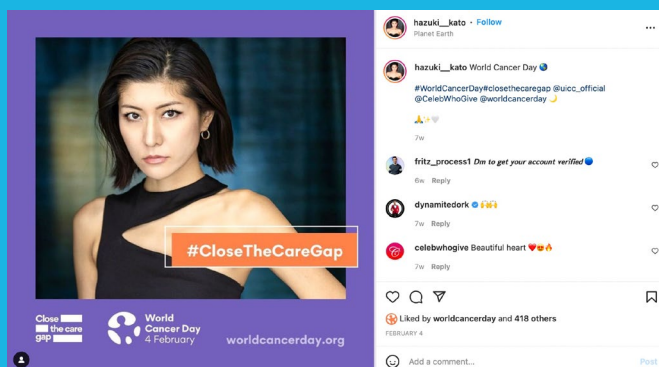 #CloseTheCareGap
Close
the care
gap
World
Cancer Day
4 February
worldcancerday.org
hazuki__kato • Follow
Planet Earth
hazuki__kato World Cancer Day 🌎
#WorldCancerDay#closethecaregap @uicc_official
@CelebWhoGive @worldcancerday 🌙
🙏✨🤍
7w
fritz_process1 Dm to get your account verified 🔵
6w Reply
dynamitedork 🙌🙌
7w Reply
celebwhogive Beautiful heart ❤️😍🔥
7w Reply
Liked by worldcancerday and 418 others
FEBRUARY 4
Add a comment...
Post